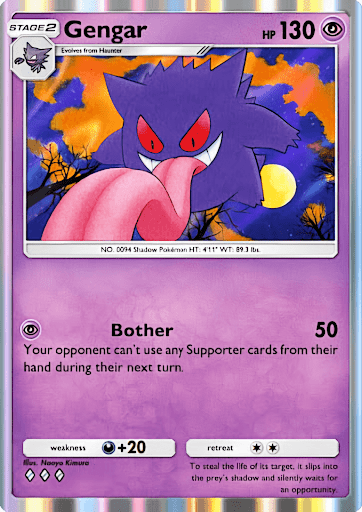 STAGE2
Gengar
HP 130
Evolves from Haunter
NO. 0094 Shadow Pokémon HT: 4'11" WT: 89.3 lbs.
Bother 50
Your opponent can't use any Supporter cards from their
hand during their next turn.
weakness +20
retreat
Illus. Naoyo Kimura
To steal the life of its target, it slips into
the prey's shadow and silently waits for
an opportunity.